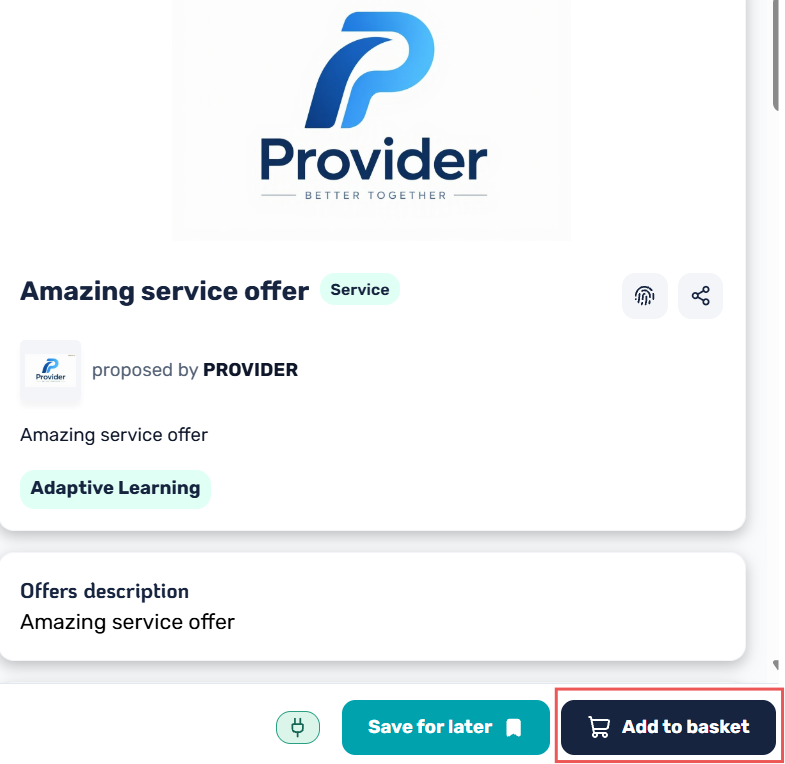 Provider
BETTER TOGETHER
Amazing service offer Service
Provider
proposed by PROVIDER
Amazing service offer
Adaptive Learning
Offers description
Amazing service offer
Save for later
Add to basket